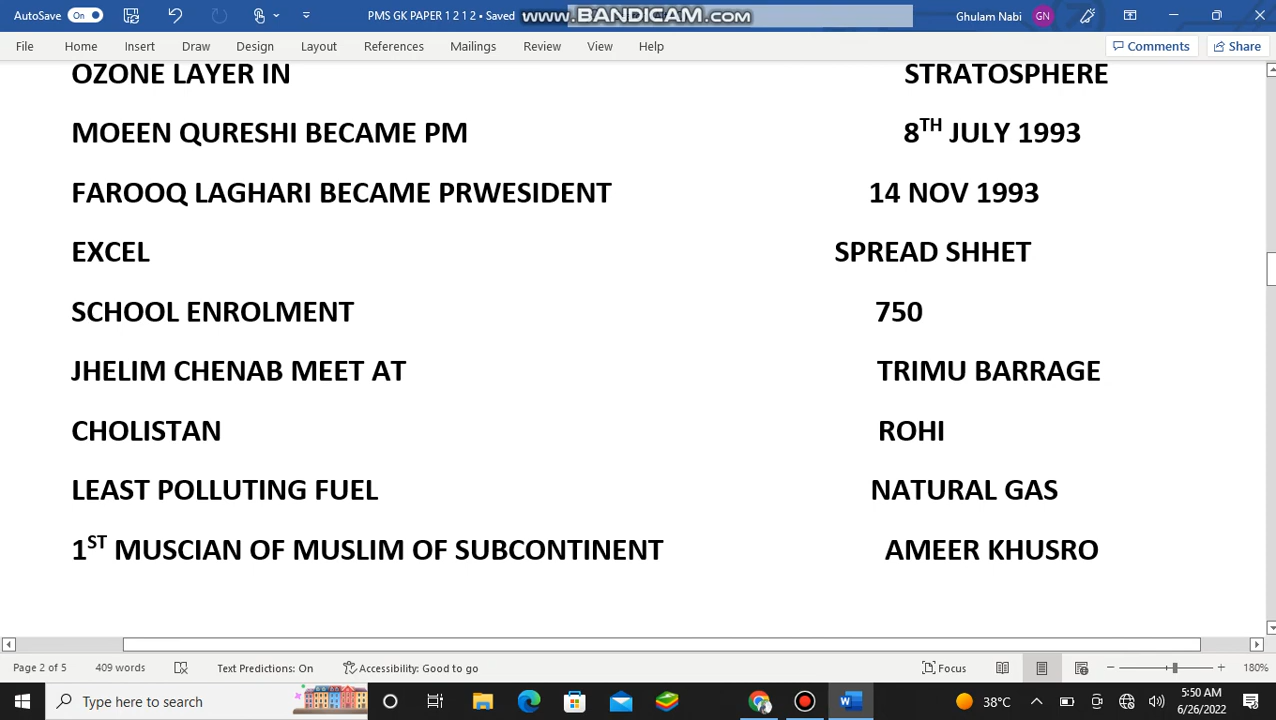 AutoSave On PMS GK PAPER 1 2 1 2 • Saved www.BANDICAM.com Ghulam Nabi GN
File Home Insert Draw Design Layout References Mailings Review View Help Comments Share
OZONE LAYER IN STRATOSPHERE
MOEEN QURESHI BECAME PM 8TH JULY 1993
FAROOQ LAGHARI BECAME PRWESIDENT 14 NOV 1993
EXCEL SPREAD SHHET
SCHOOL ENROLMENT 750
JHELIM CHENAB MEET AT TRIMU BARRAGE
CHOLISTAN ROHI
LEAST POLLUTING FUEL NATURAL GAS
1ST MUSCIAN OF MUSLIM OF SUBCONTINENT AMEER KHUSRO
Page 2 of 5 409 words Text Predictions: On Accessibility: Good to go Focus 180%
Type here to search 38°C 5:50 AM
6/26/2022